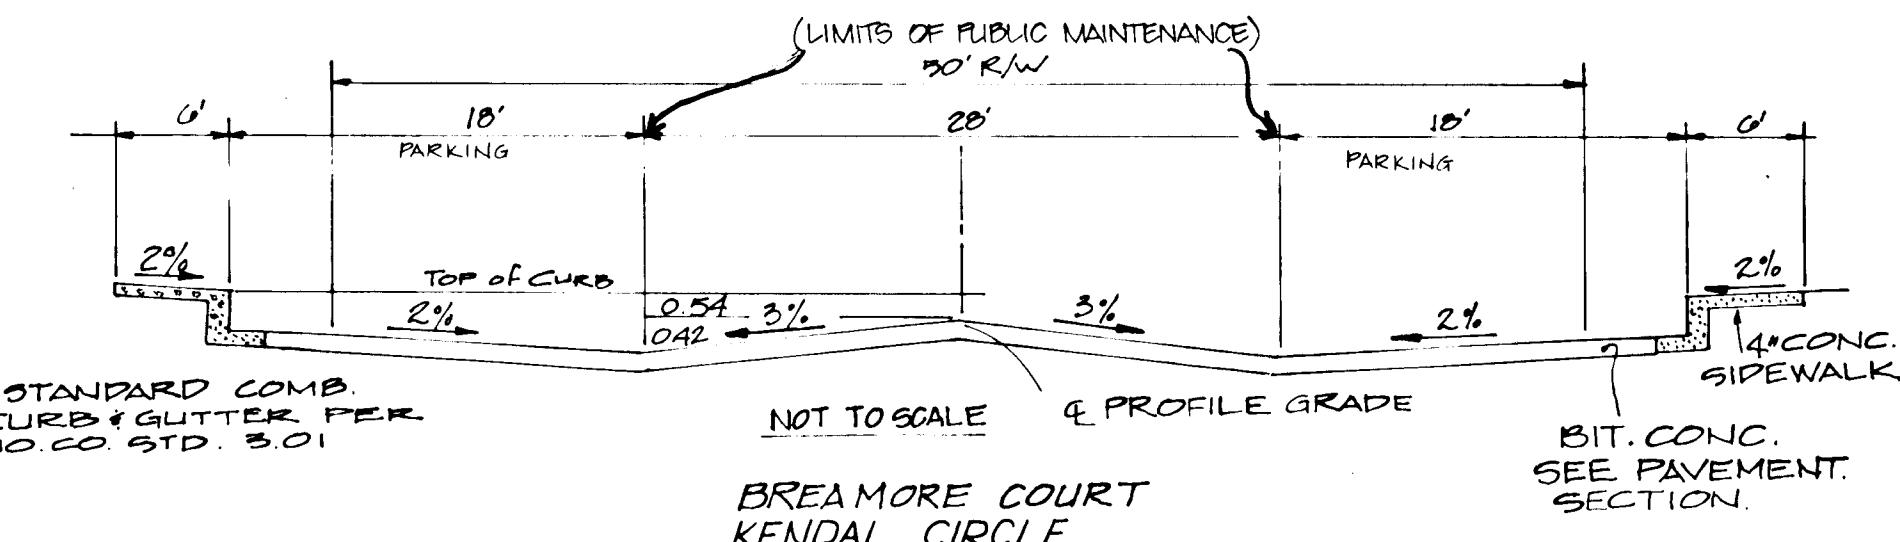 (LIMITS OF PUBLIC MAINTENANCE)
50' R/W
6' 18' 28' 18' 6'
PARKING PARKING
2% TOP of CURB 2%
0.54
2% 3% 3% 2%
0.42
4" CONC.
SIDEWALK
STANDARD COMB.
CURB & GUTTER PER
CO. STD. 3.01
NOT TO SCALE
℄ PROFILE GRADE
BIT. CONC.
SEE PAVEMENT.
SECTION.
BREAMORE COURT
KENDAL CIRCLE